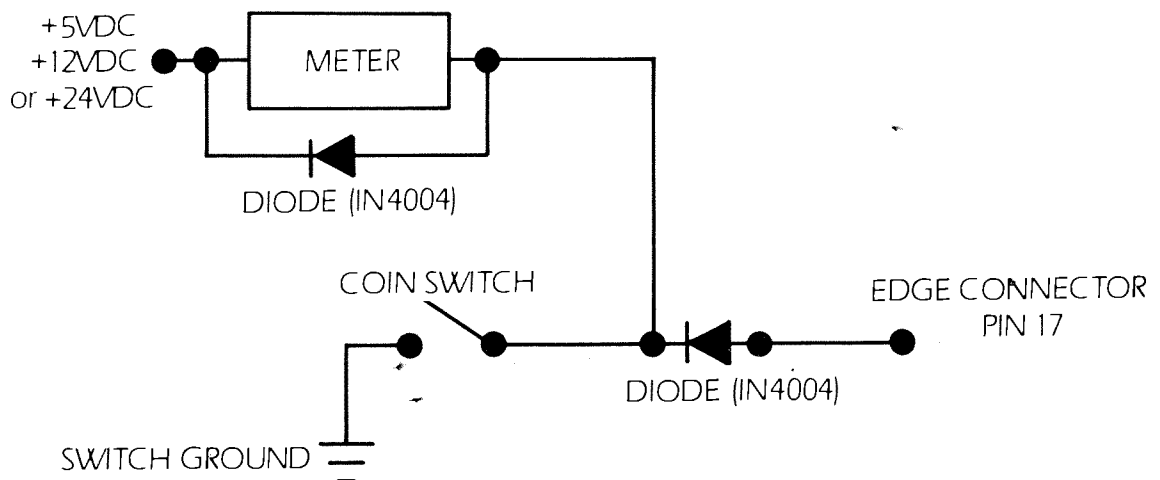 +5VDC
+12VDC
or +24VDC
METER
DIODE (IN4004)
COIN SWITCH
EDGE CONNECTOR
PIN 17
DIODE (IN4004)
SWITCH GROUND